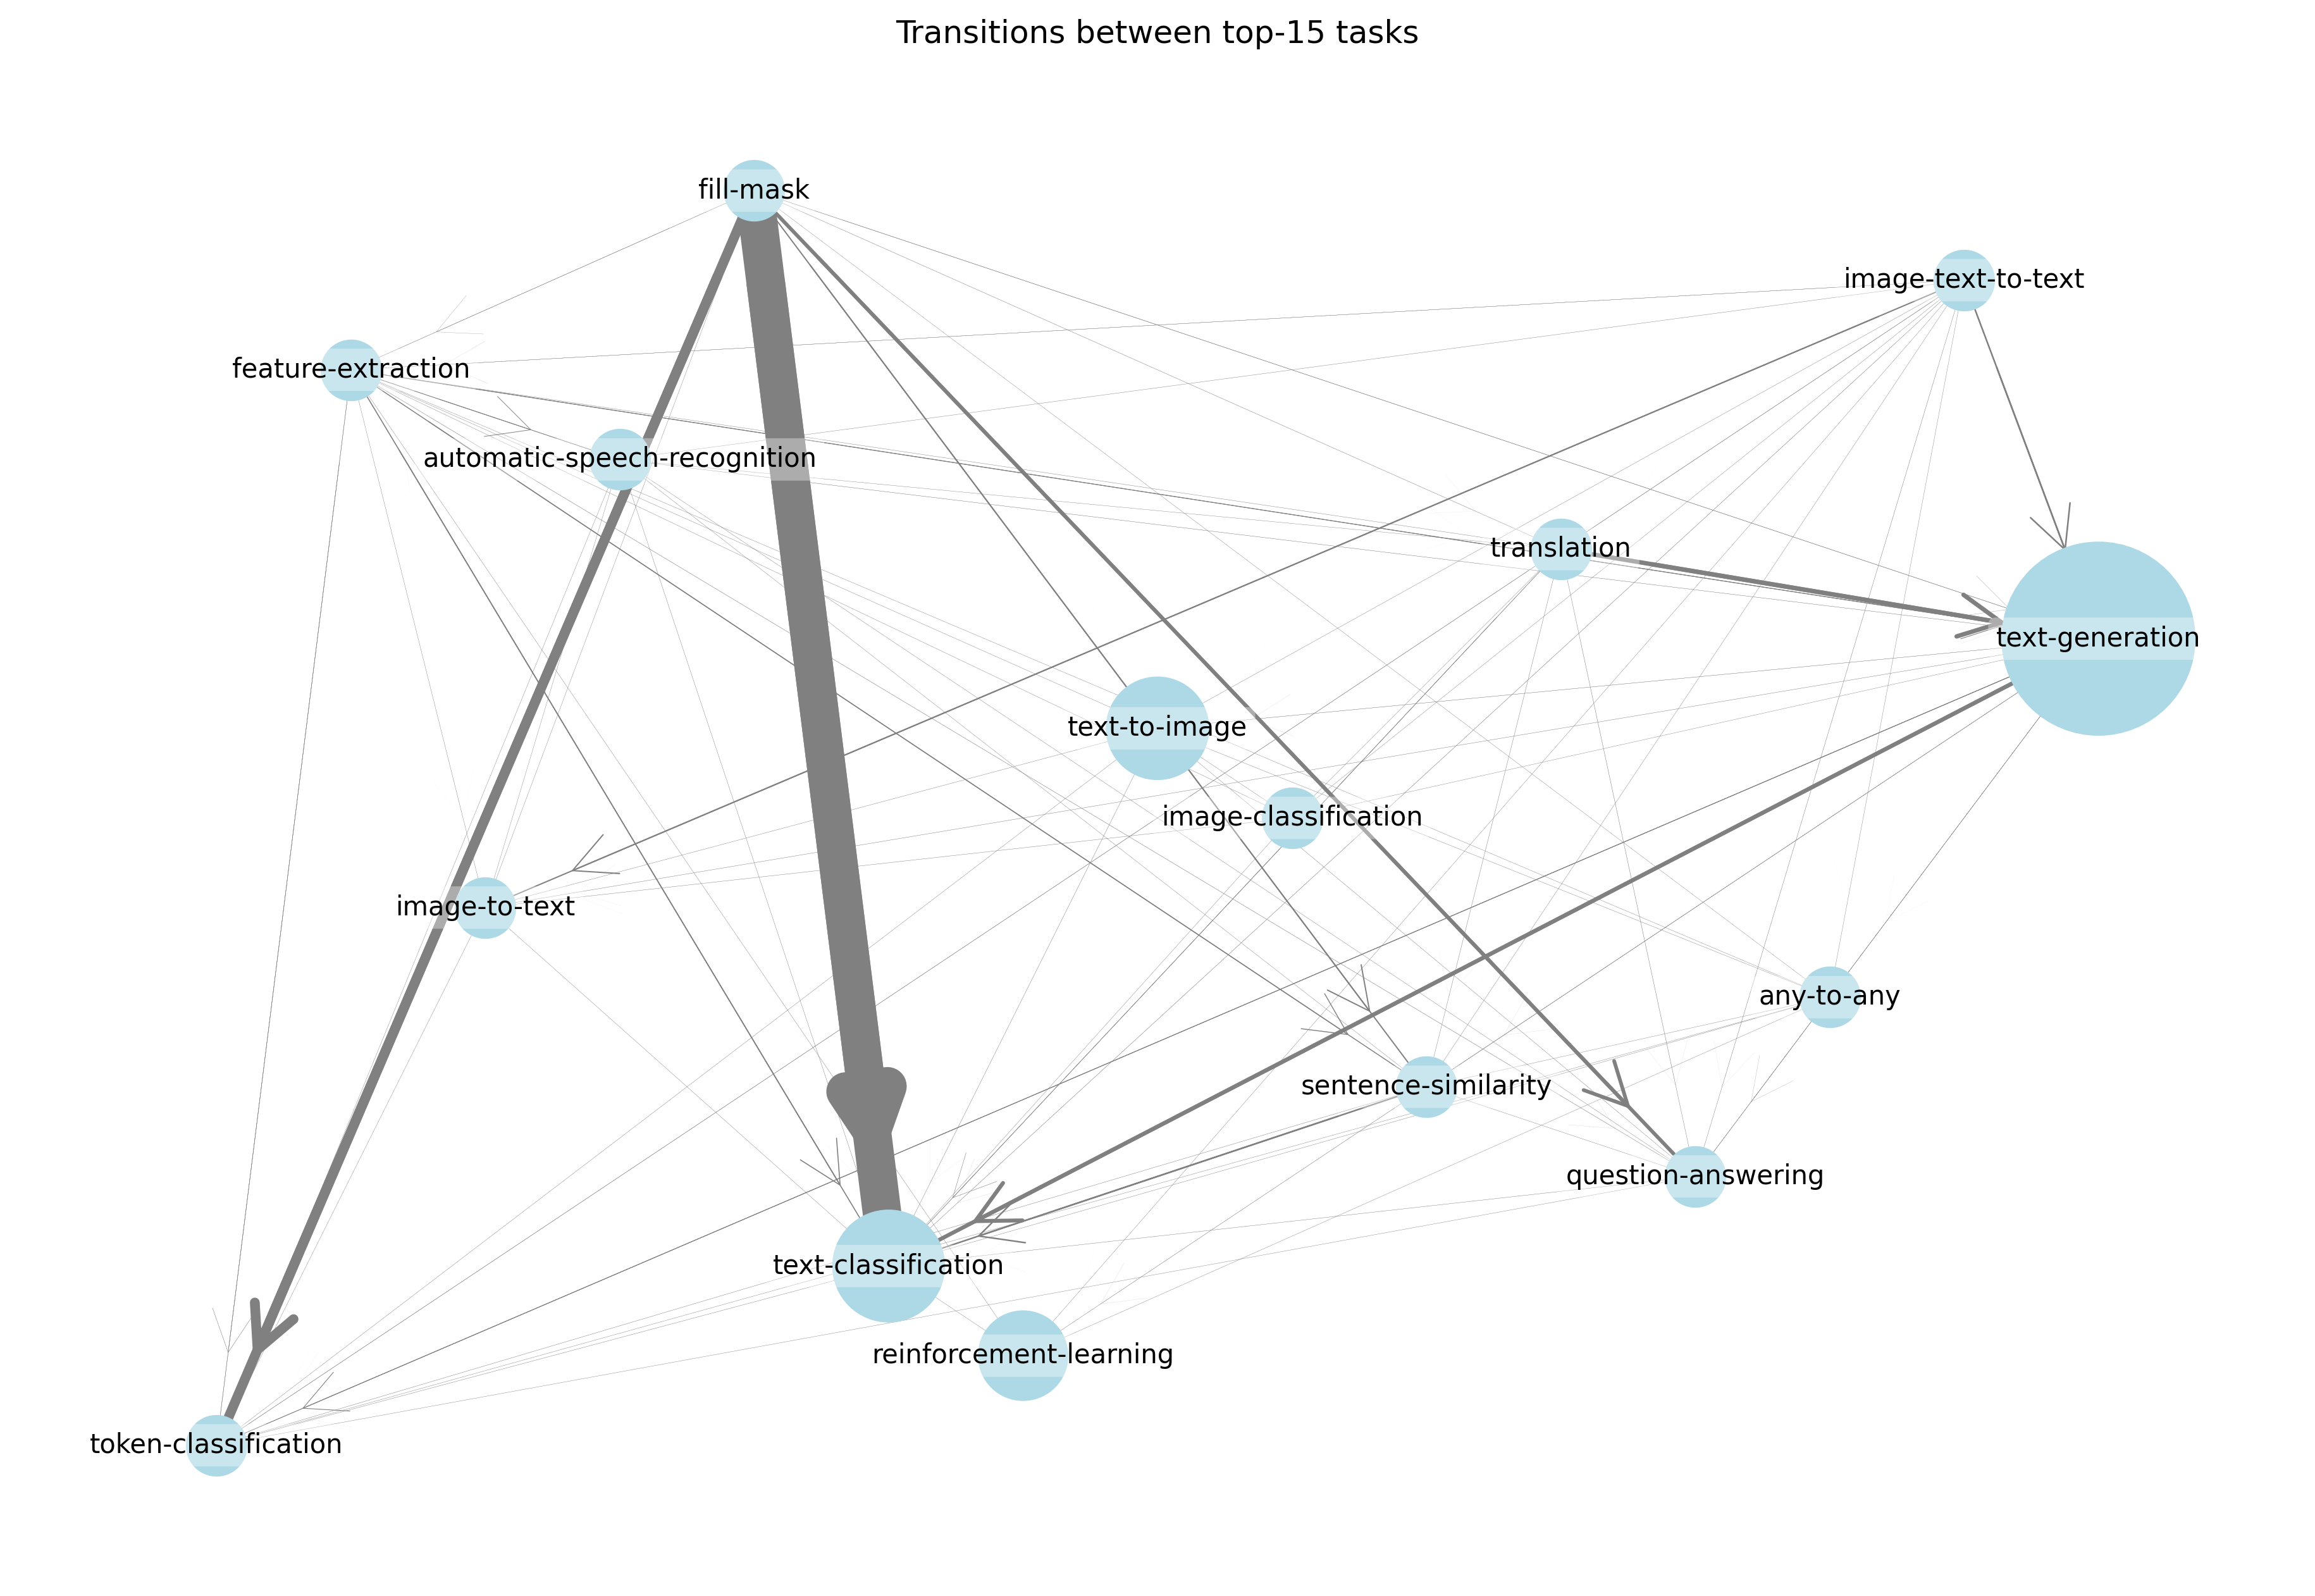 Transitions between top-15 tasks
fill-mask
image-text-to-text
feature-extraction
automatic-speech-recognition
translation
text-generation
text-to-image
image-classification
image-to-text
any-to-any
sentence-similarity
question-answering
text-classification
reinforcement-learning
token-classification